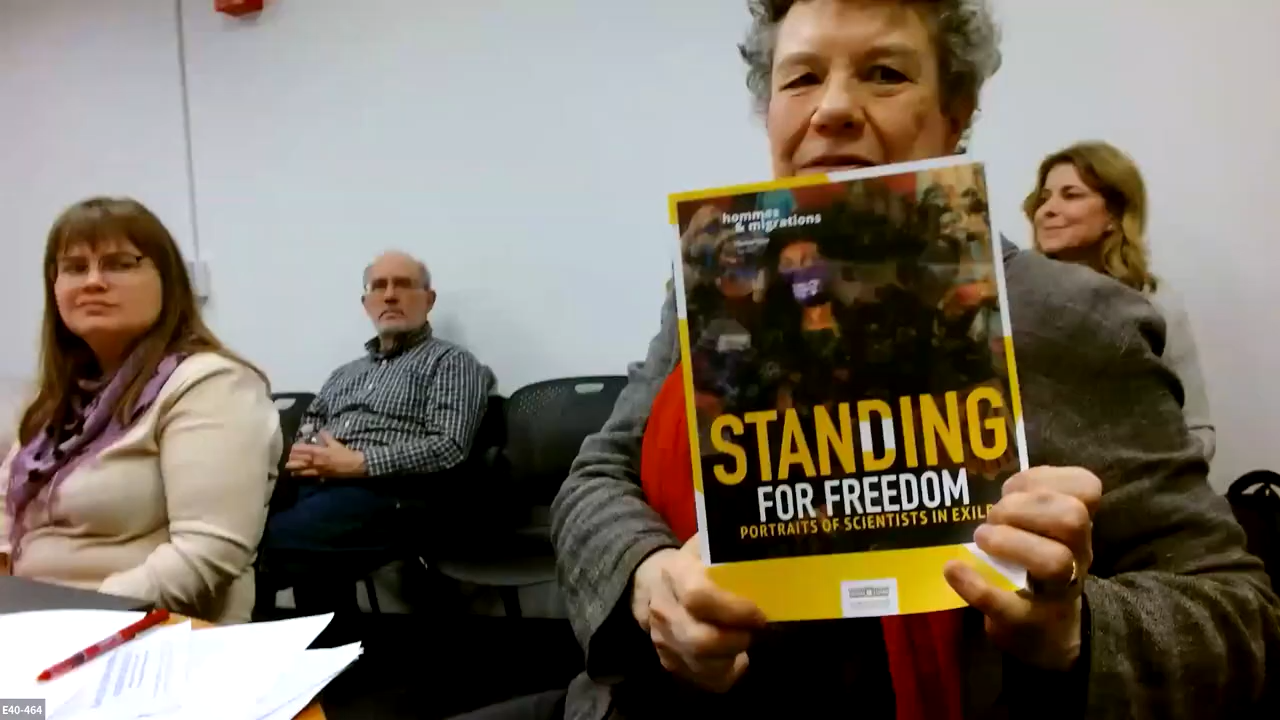 hommes
& migrations
STANDING
FOR FREEDOM
PORTRAITS OF SCIENTISTS IN EXILE
E40-464